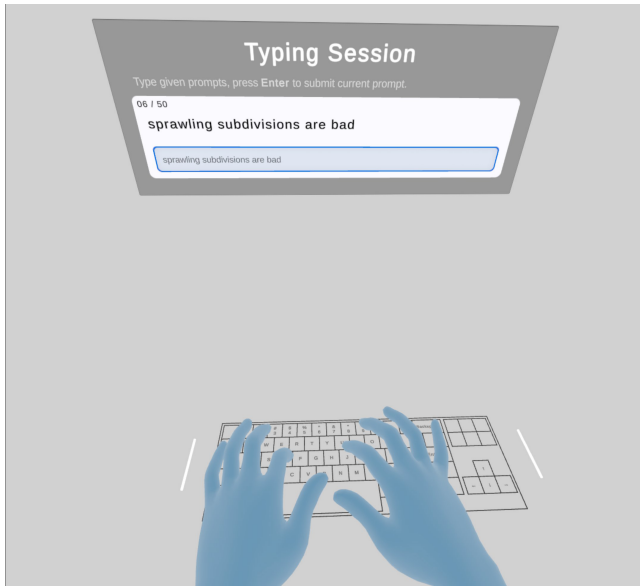 Typing Session
Type given prompts, press Enter to submit current prompt.
06 / 50
sprawling subdivisions are bad
sprawling subdivisions are bad
W E R T Y
F G H J
C V N M